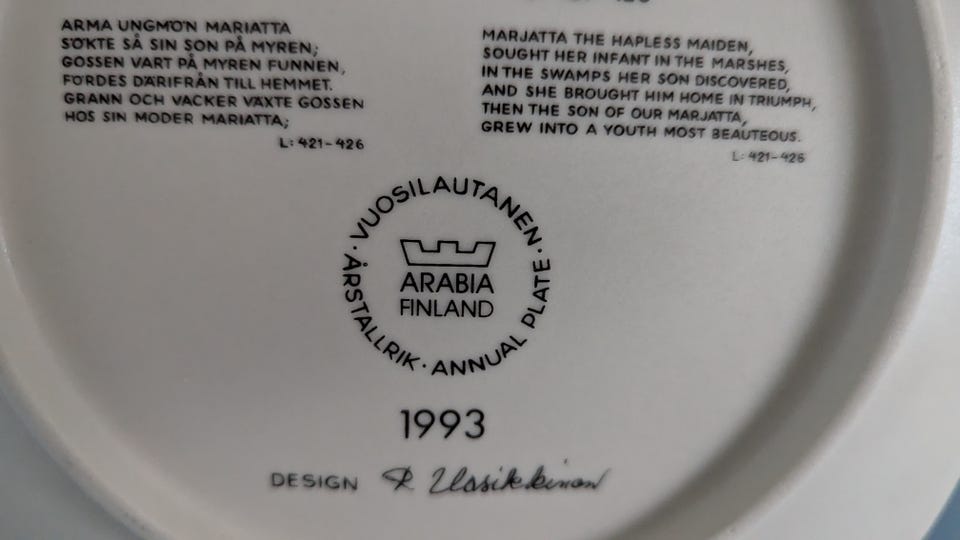 ARMA UNGMÖN MARIATTA
SÖKTE SÅ SIN SON PÅ MYREN;
GOSSEN VART PÅ MYREN FUNNEN,
FÖRDES DÄRIFRÅN TILL HEMMET.
GRANN OCH VACKER VÄXTE GOSSEN
HOS SIN MODER MARIATTA;
L: 421-426
MARJATTA THE HAPLESS MAIDEN,
SOUGHT HER INFANT IN THE MARSHES,
IN THE SWAMPS HER SON DISCOVERED,
AND SHE BROUGHT HIM HOME IN TRIUMPH,
THEN THE SON OF OUR MARJATTA,
GREW INTO A YOUTH MOST BEAUTEOUS.
L: 421-426
· VUOSILAUTANEN · ANNUAL PLATE · ÅRSTALLRIK
ARABIA
FINLAND
1993
DESIGN R Uosikkinen